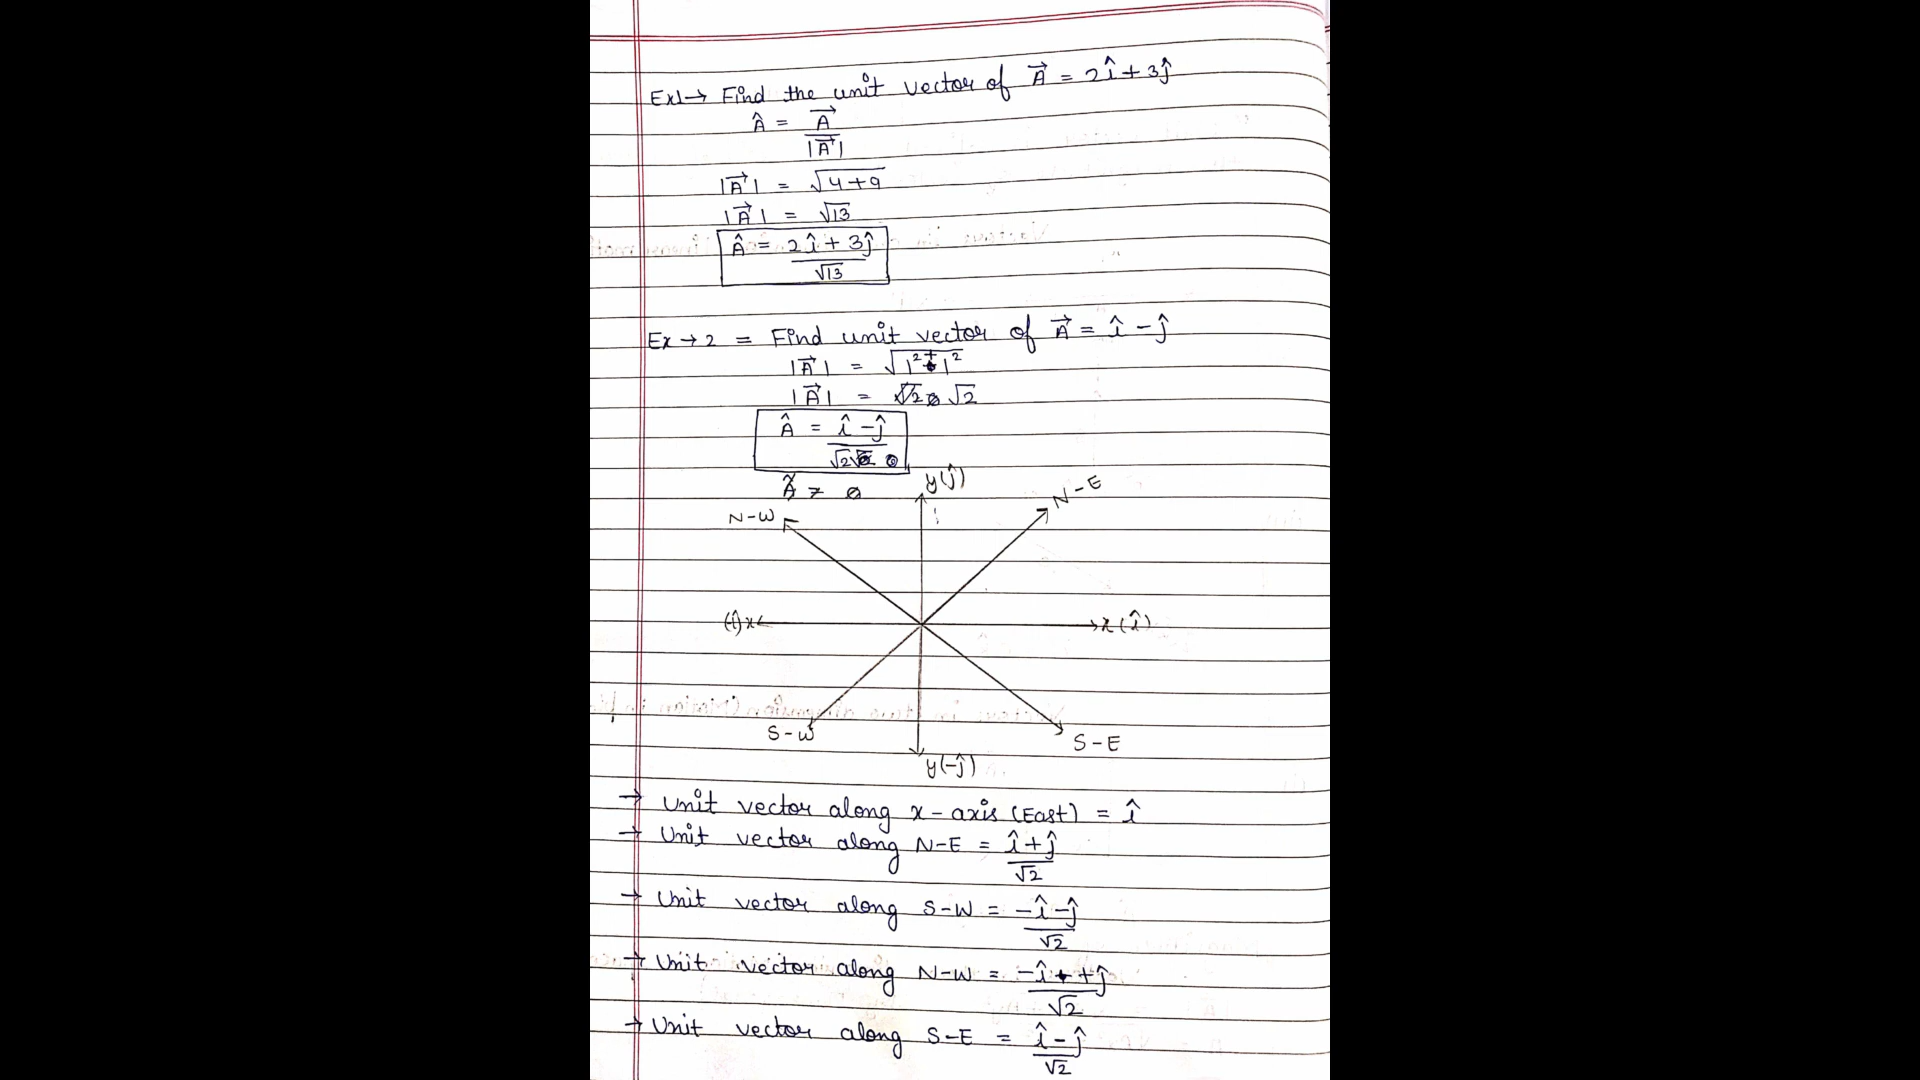 Ex1→ Find the unit vector of A⃗ = 2î + 3ĵ
Â = A⃗
|A⃗|
|A⃗| = √4+9
|A⃗| = √13
Â = 2î + 3ĵ
√13
Ex → 2 = Find unit vector of A⃗ = î - ĵ
|A⃗| = √1² + 1²
|A⃗| = √2
Â = î - ĵ
√2
y(ĵ)
N-E
N-W
(-î)x
x(î)
S-W
S-E
y(-ĵ)
→ Unit vector along x-axis (East) = î
→ Unit vector along N-E = î + ĵ
√2
→ Unit vector along S-W = -î - ĵ
√2
→ Unit vector along N-W = -î + ĵ
√2
→ Unit vector along S-E = î - ĵ
√2